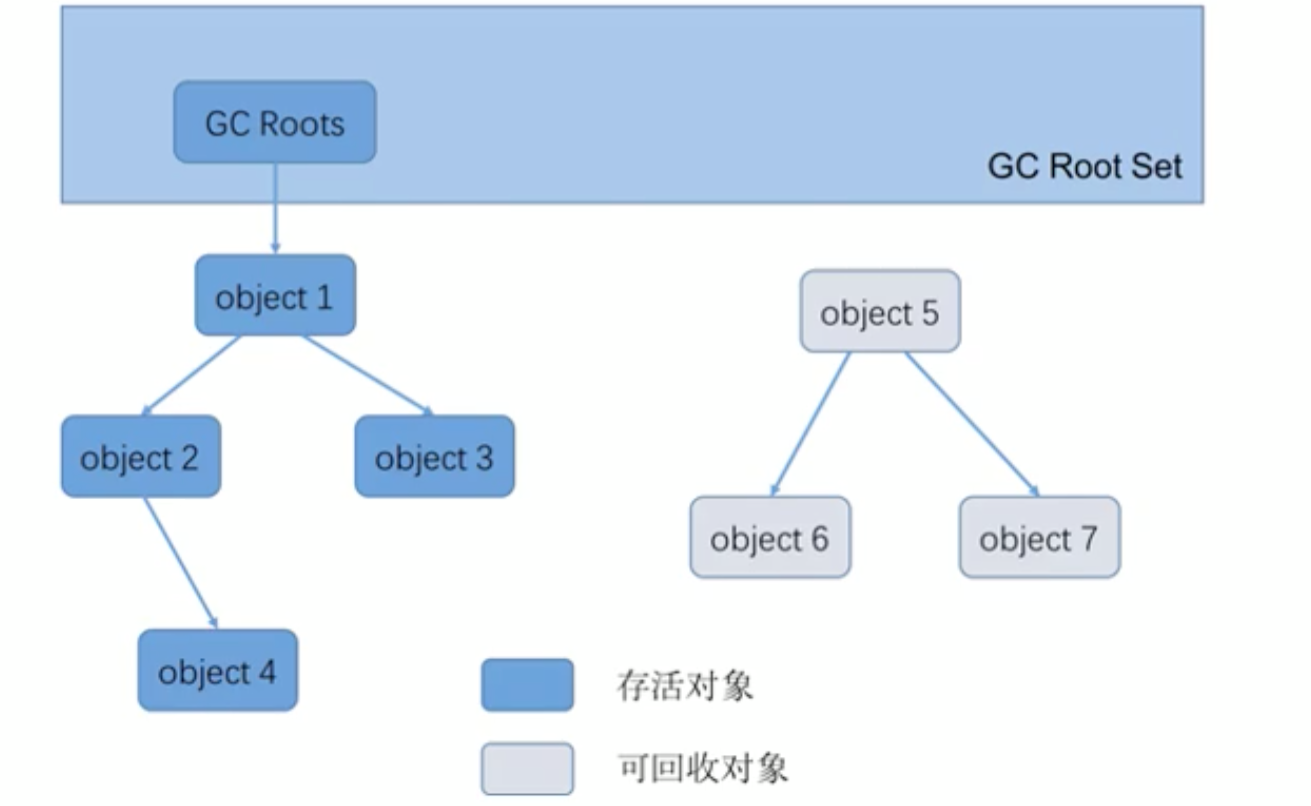 GC Roots
GC Root Set
object 1
object 5
object 2
object 3
object 6
object 7
object 4
存活对象
可回收对象